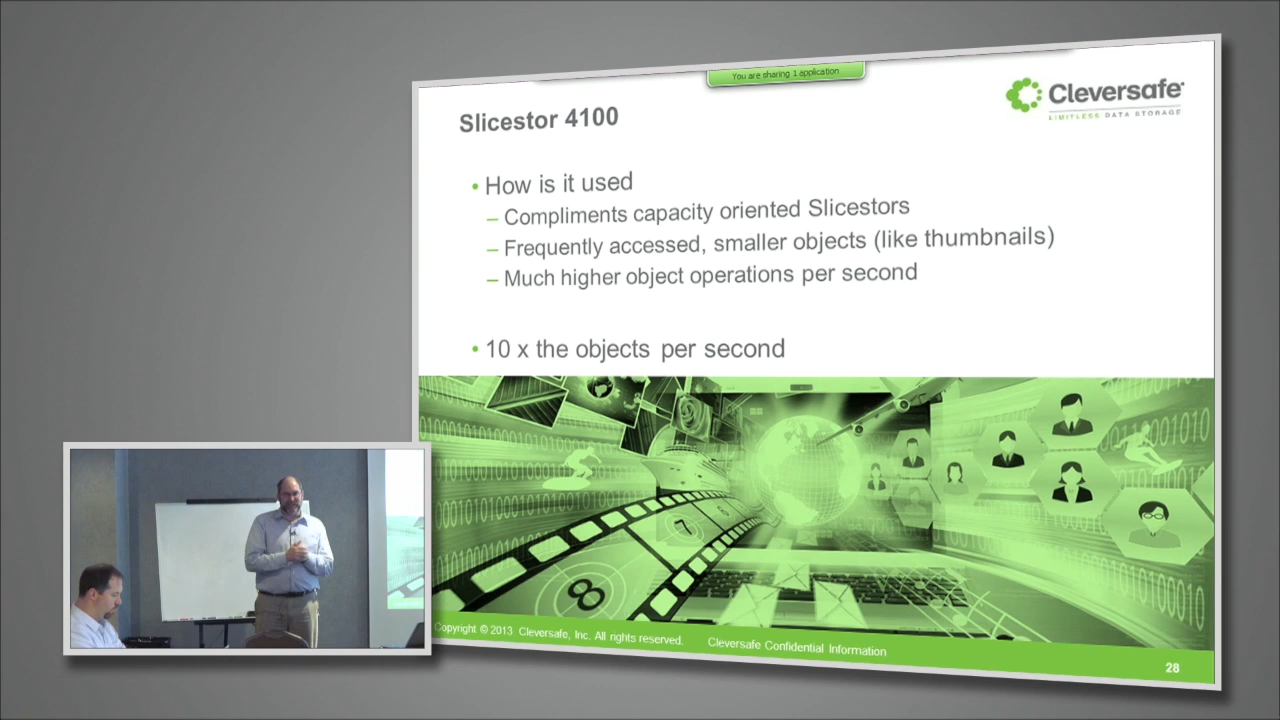 You are sharing 1 application
Cleversafe
LIMITLESS DATA STORAGE
Slicestor 4100
• How is it used
– Compliments capacity oriented Slicestors
– Frequently accessed, smaller objects (like thumbnails)
– Much higher object operations per second
• 10 x the objects per second
7
8
Copyright © 2013 Cleversafe, Inc. All rights reserved. Cleversafe Confidential Information
28